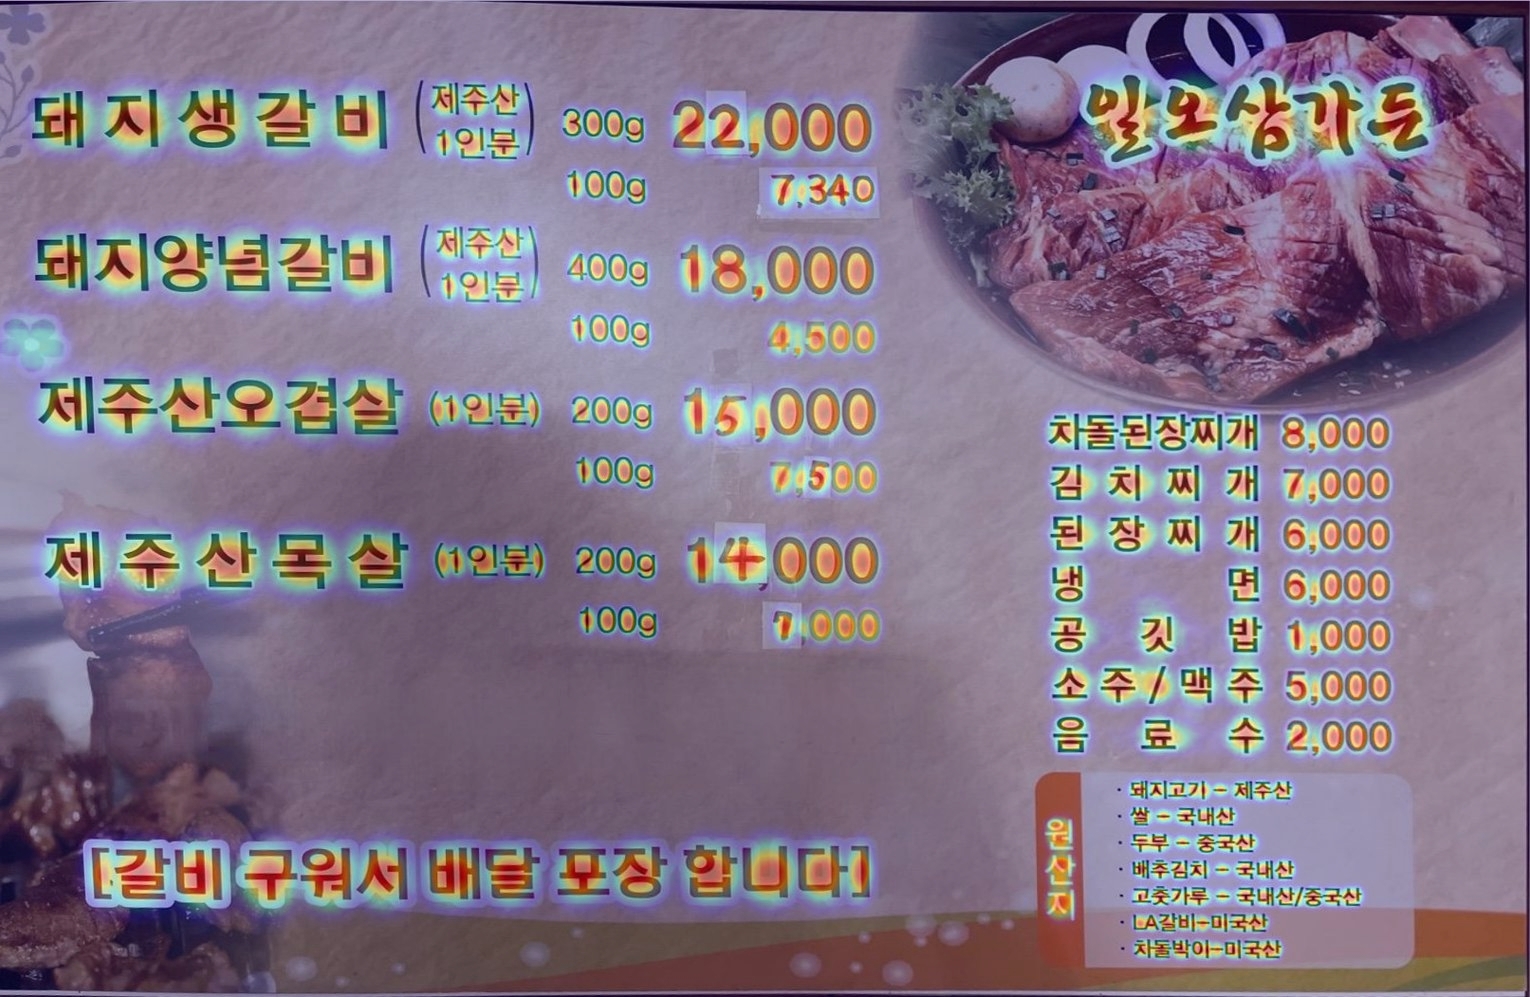 돼지생갈비 (제주산 1인분) 300g 22,000
100g 7,340
돼지양념갈비 (제주산 1인분) 400g 18,000
100g 4,500
제주산오겹살 (1인분) 200g 15,000
100g 7,500
제주산목살 (1인분) 200g 14,000
100g 7,000
[갈비 구워서 배달 포장 합니다]
일오삼가든
차돌된장찌개 8,000
김치찌개 7,000
된장찌개 6,000
냉면 6,000
공깃밥 1,000
소주/맥주 5,000
음료수 2,000
원산지
· 돼지고기 - 제주산
· 쌀 - 국내산
· 두부 - 중국산
· 배추김치 - 국내산
· 고춧가루 - 국내산/중국산
· LA갈비-미국산
· 차돌박이-미국산